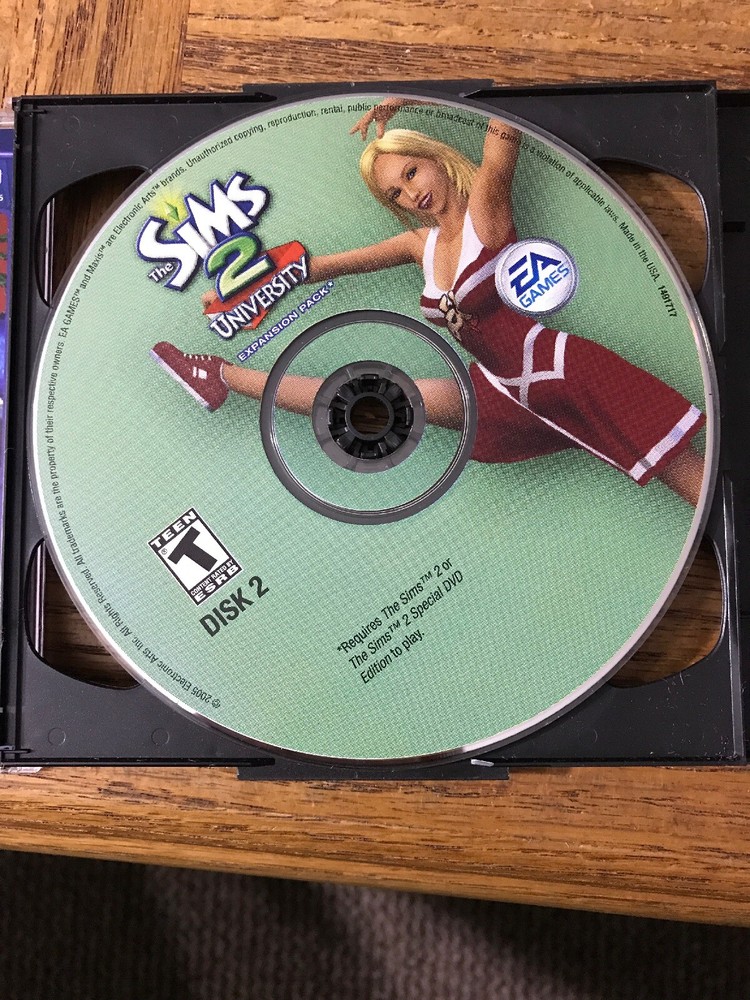 © 2005 Electronic Arts Inc. All Rights Reserved. All trademarks are the property of their respective owners. EA GAMES™ and Maxis™ are Electronic Arts™ brands. Unauthorized copying, reproduction, rental, public performance or broadcast of this game is a violation of applicable laws. Made in the USA. 1491717
The
SiMS
2
UNIVERSITY
EXPANSION PACK*
EA
GAMES
TEEN
T
®
CONTENT RATED BY
ESRB
DISK 2
*Requires The Sims™ 2 or
The Sims™ 2 Special DVD
Edition to play.